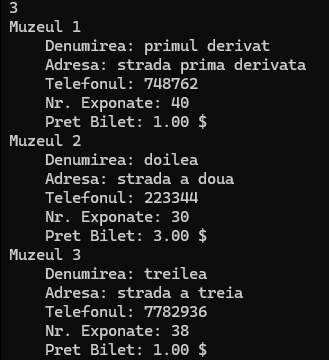 3
Muzeul 1
    Denumirea: primul derivat
    Adresa: strada prima derivata
    Telefonul: 748762
    Nr. Exponate: 40
    Pret Bilet: 1.00 $
Muzeul 2
    Denumirea: doilea
    Adresa: strada a doua
    Telefonul: 223344
    Nr. Exponate: 30
    Pret Bilet: 3.00 $
Muzeul 3
    Denumirea: treilea
    Adresa: strada a treia
    Telefonul: 7782936
    Nr. Exponate: 38
    Pret Bilet: 1.00 $